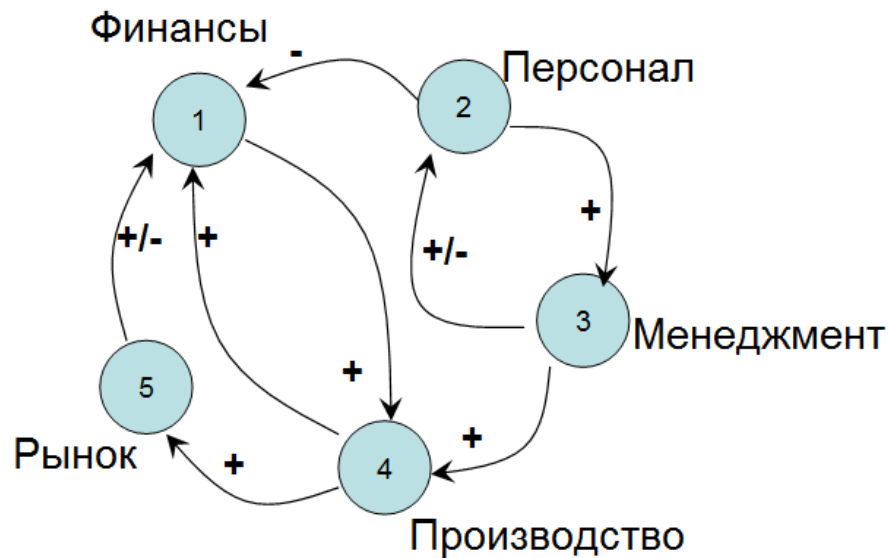 Финансы
-
Персонал
1
2
+
+/-
+
+/-
3
Менеджмент
5
+
Рынок
+
+
4
Производство